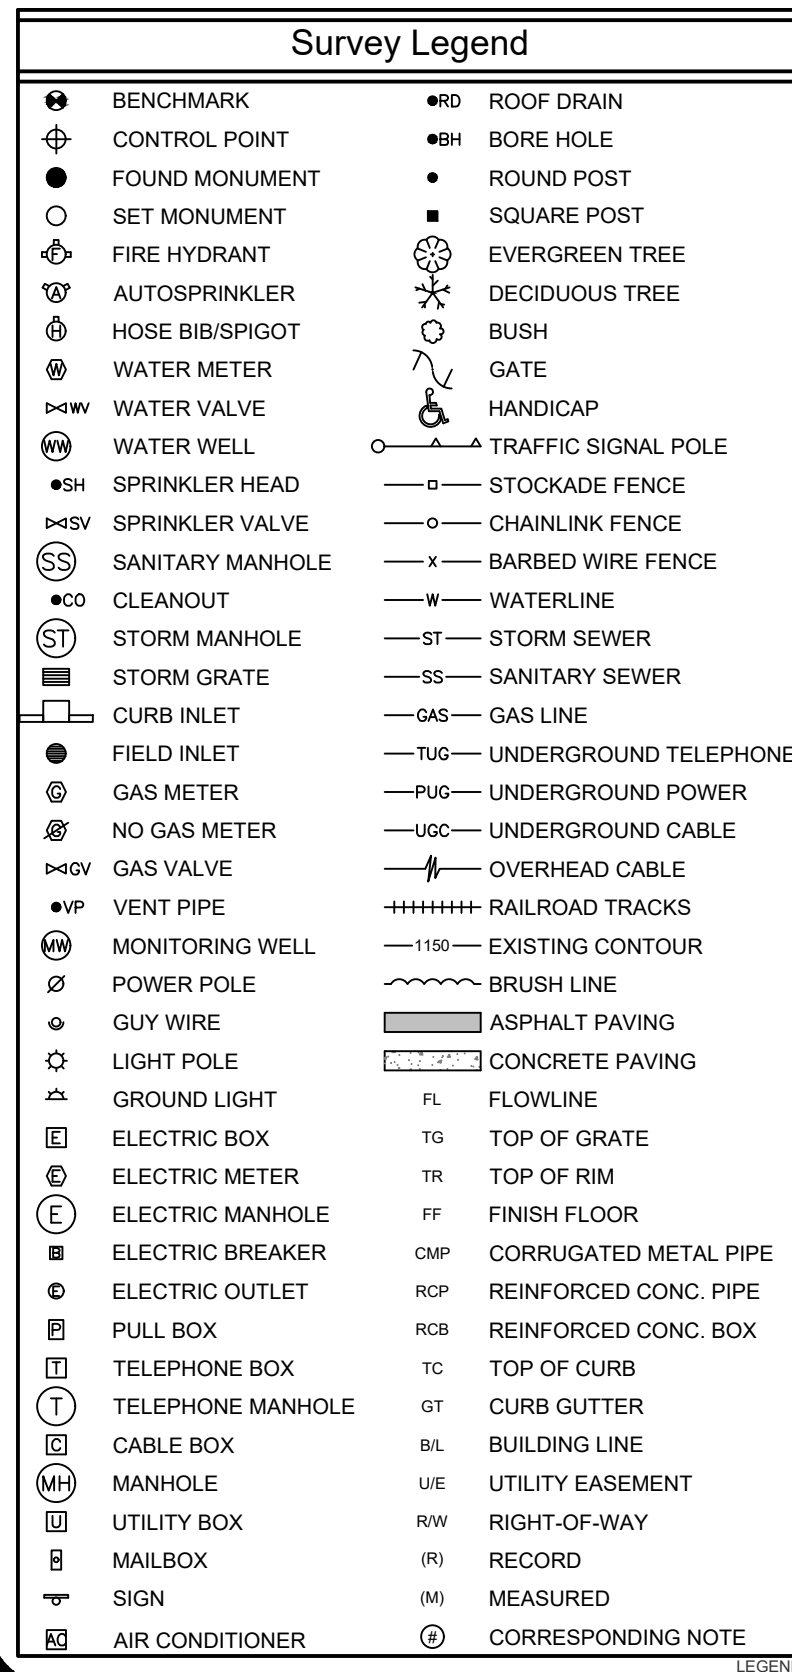 Survey Legend
BENCHMARK
CONTROL POINT
FOUND MONUMENT
SET MONUMENT
F FIRE HYDRANT
A AUTOSPRINKLER
H HOSE BIB/SPIGOT
W WATER METER
WV WATER VALVE
WW WATER WELL
SH SPRINKLER HEAD
SV SPRINKLER VALVE
SS SANITARY MANHOLE
CO CLEANOUT
ST STORM MANHOLE
STORM GRATE
CURB INLET
FIELD INLET
G GAS METER
G NO GAS METER
GV GAS VALVE
VP VENT PIPE
MW MONITORING WELL
POWER POLE
GUY WIRE
LIGHT POLE
GROUND LIGHT
E ELECTRIC BOX
E ELECTRIC METER
E ELECTRIC MANHOLE
B ELECTRIC BREAKER
E ELECTRIC OUTLET
P PULL BOX
T TELEPHONE BOX
T TELEPHONE MANHOLE
C CABLE BOX
MH MANHOLE
U UTILITY BOX
MAILBOX
SIGN
AC AIR CONDITIONER
RD ROOF DRAIN
BH BORE HOLE
ROUND POST
SQUARE POST
EVERGREEN TREE
DECIDUOUS TREE
BUSH
GATE
HANDICAP
TRAFFIC SIGNAL POLE
STOCKADE FENCE
CHAINLINK FENCE
X BARBED WIRE FENCE
W WATERLINE
ST STORM SEWER
SS SANITARY SEWER
GAS GAS LINE
TUG UNDERGROUND TELEPHONE
PUG UNDERGROUND POWER
UGC UNDERGROUND CABLE
OVERHEAD CABLE
RAILROAD TRACKS
1150 EXISTING CONTOUR
BRUSH LINE
ASPHALT PAVING
CONCRETE PAVING
FL FLOWLINE
TG TOP OF GRATE
TR TOP OF RIM
FF FINISH FLOOR
CMP CORRUGATED METAL PIPE
RCP REINFORCED CONC. PIPE
RCB REINFORCED CONC. BOX
TC TOP OF CURB
GT CURB GUTTER
B/L BUILDING LINE
U/E UTILITY EASEMENT
R/W RIGHT-OF-WAY
(R) RECORD
(M) MEASURED
# CORRESPONDING NOTE